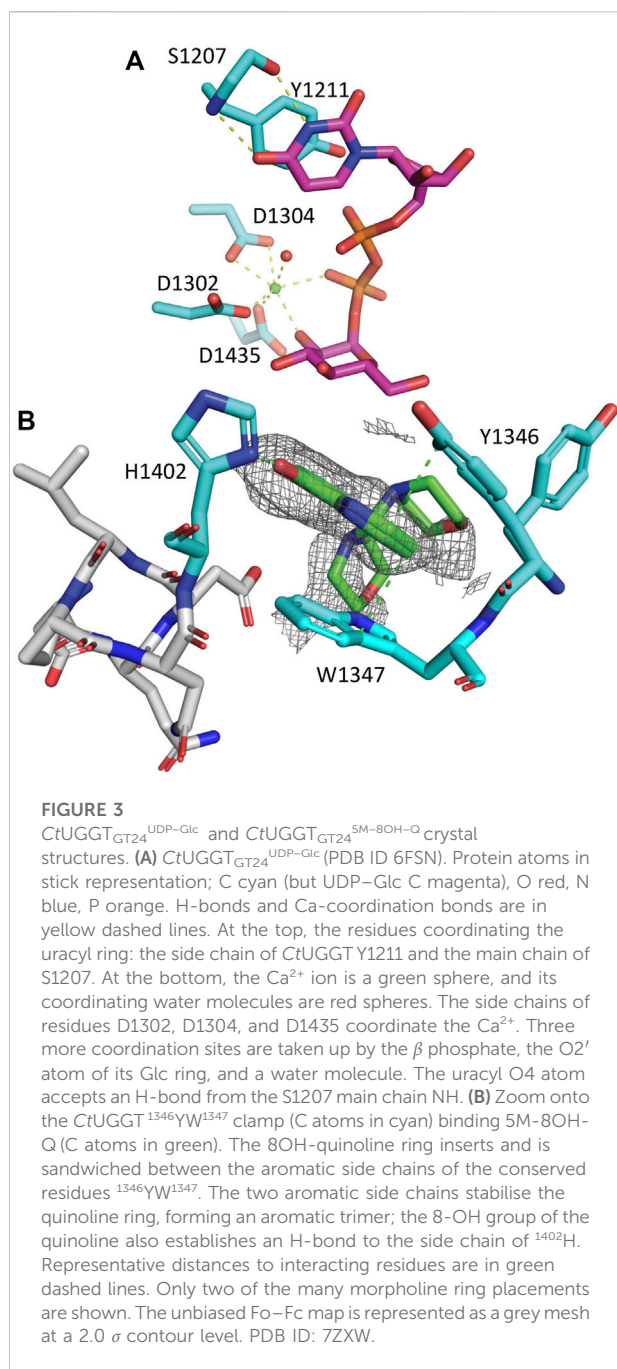 A
S1207
Y1211
D1304
D1302
D1435
B
H1402
Y1346
W1347
FIGURE 3
CtUGGT_GT24^UDP–Glc and CtUGGT_GT24^5M–8OH–Q crystal
structures. (A) CtUGGT_GT24^UDP–Glc (PDB ID 6FSN). Protein atoms in
stick representation; C cyan (but UDP–Glc C magenta), O red, N
blue, P orange. H-bonds and Ca-coordination bonds are in
yellow dashed lines. At the top, the residues coordinating the
uracyl ring: the side chain of CtUGGT Y1211 and the main chain of
S1207. At the bottom, the Ca²⁺ ion is a green sphere, and its
coordinating water molecules are red spheres. The side chains of
residues D1302, D1304, and D1435 coordinate the Ca²⁺. Three
more coordination sites are taken up by the β phosphate, the O2′
atom of its Glc ring, and a water molecule. The uracyl O4 atom
accepts an H-bond from the S1207 main chain NH. (B) Zoom onto
the CtUGGT ¹³⁴⁶YW¹³⁴⁷ clamp (C atoms in cyan) binding 5M-8OH-
Q (C atoms in green). The 8OH-quinoline ring inserts and is
sandwiched between the aromatic side chains of the conserved
residues ¹³⁴⁶YW¹³⁴⁷. The two aromatic side chains stabilise the
quinoline ring, forming an aromatic trimer; the 8-OH group of the
quinoline also establishes an H-bond to the side chain of ¹⁴⁰²H.
Representative distances to interacting residues are in green
dashed lines. Only two of the many morpholine ring placements
are shown. The unbiased Fo–Fc map is represented as a grey mesh
at a 2.0 σ contour level. PDB ID: 7ZXW.